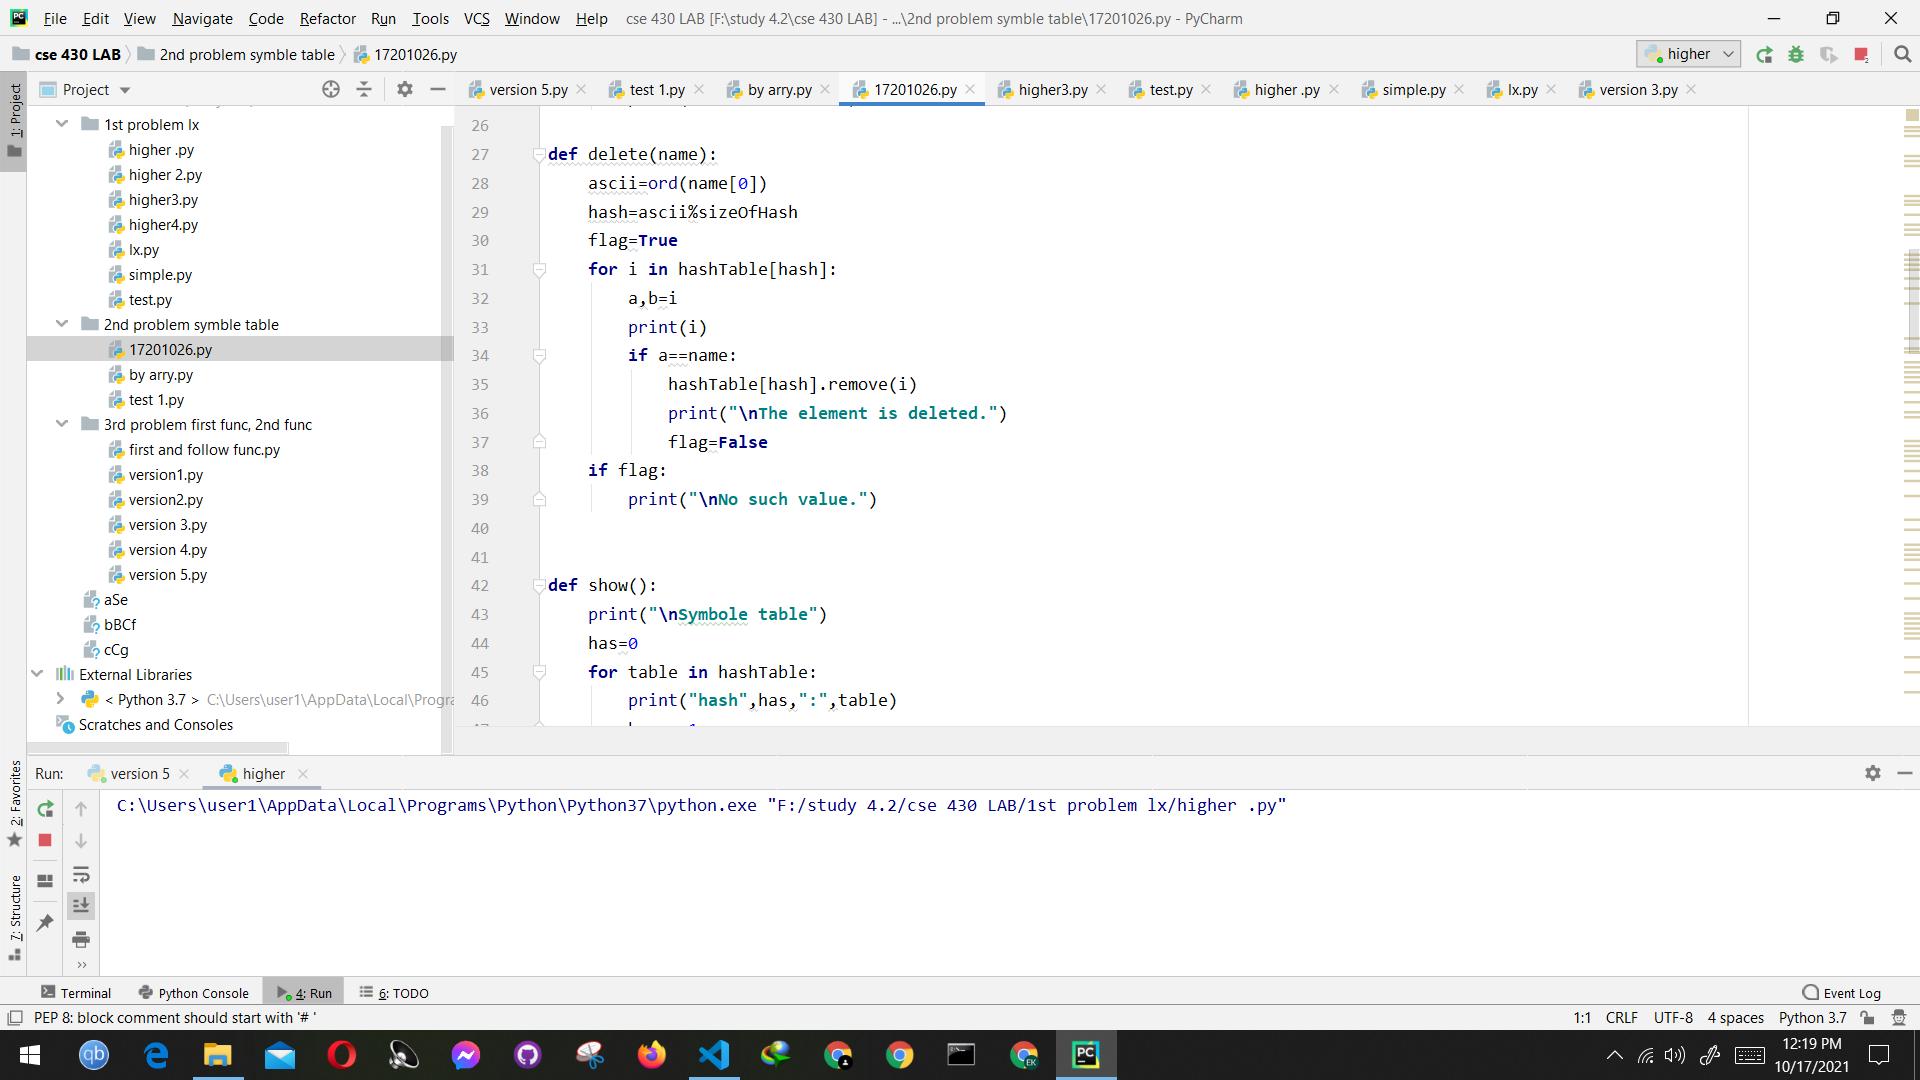 File Edit View Navigate Code Refactor Run Tools VCS Window Help cse 430 LAB [F:\study 4.2\cse 430 LAB] - ...\2nd problem symble table\17201026.py - PyCharm
cse 430 LAB 2nd problem symble table 17201026.py higher
1: Project
Project
version 5.py test 1.py by arry.py 17201026.py higher3.py test.py higher .py simple.py lx.py version 3.py
1st problem lx
higher .py
higher 2.py
higher3.py
higher4.py
lx.py
simple.py
test.py
2nd problem symble table
17201026.py
by arry.py
test 1.py
3rd problem first func, 2nd func
first and follow func.py
version1.py
version2.py
version 3.py
version 4.py
version 5.py
aSe
bBCf
cCg
External Libraries
< Python 3.7 > C:\Users\user1\AppData\Local\Progra
Scratches and Consoles
26
27 def delete(name):
28 ascii=ord(name[0])
29 hash=ascii%sizeOfHash
30 flag=True
31 for i in hashTable[hash]:
32 a,b=i
33 print(i)
34 if a==name:
35 hashTable[hash].remove(i)
36 print("\nThe element is deleted.")
37 flag=False
38 if flag:
39 print("\nNo such value.")
40
41
42 def show():
43 print("\nSymbole table")
44 has=0
45 for table in hashTable:
46 print("hash",has,":",table)
2: Favorites
7: Structure
Run: version 5 higher
C:\Users\user1\AppData\Local\Programs\Python\Python37\python.exe "F:/study 4.2/cse 430 LAB/1st problem lx/higher .py"
Terminal Python Console 4: Run 6: TODO Event Log
PEP 8: block comment should start with '# ' 1:1 CRLF UTF-8 4 spaces Python 3.7
12:19 PM
10/17/2021